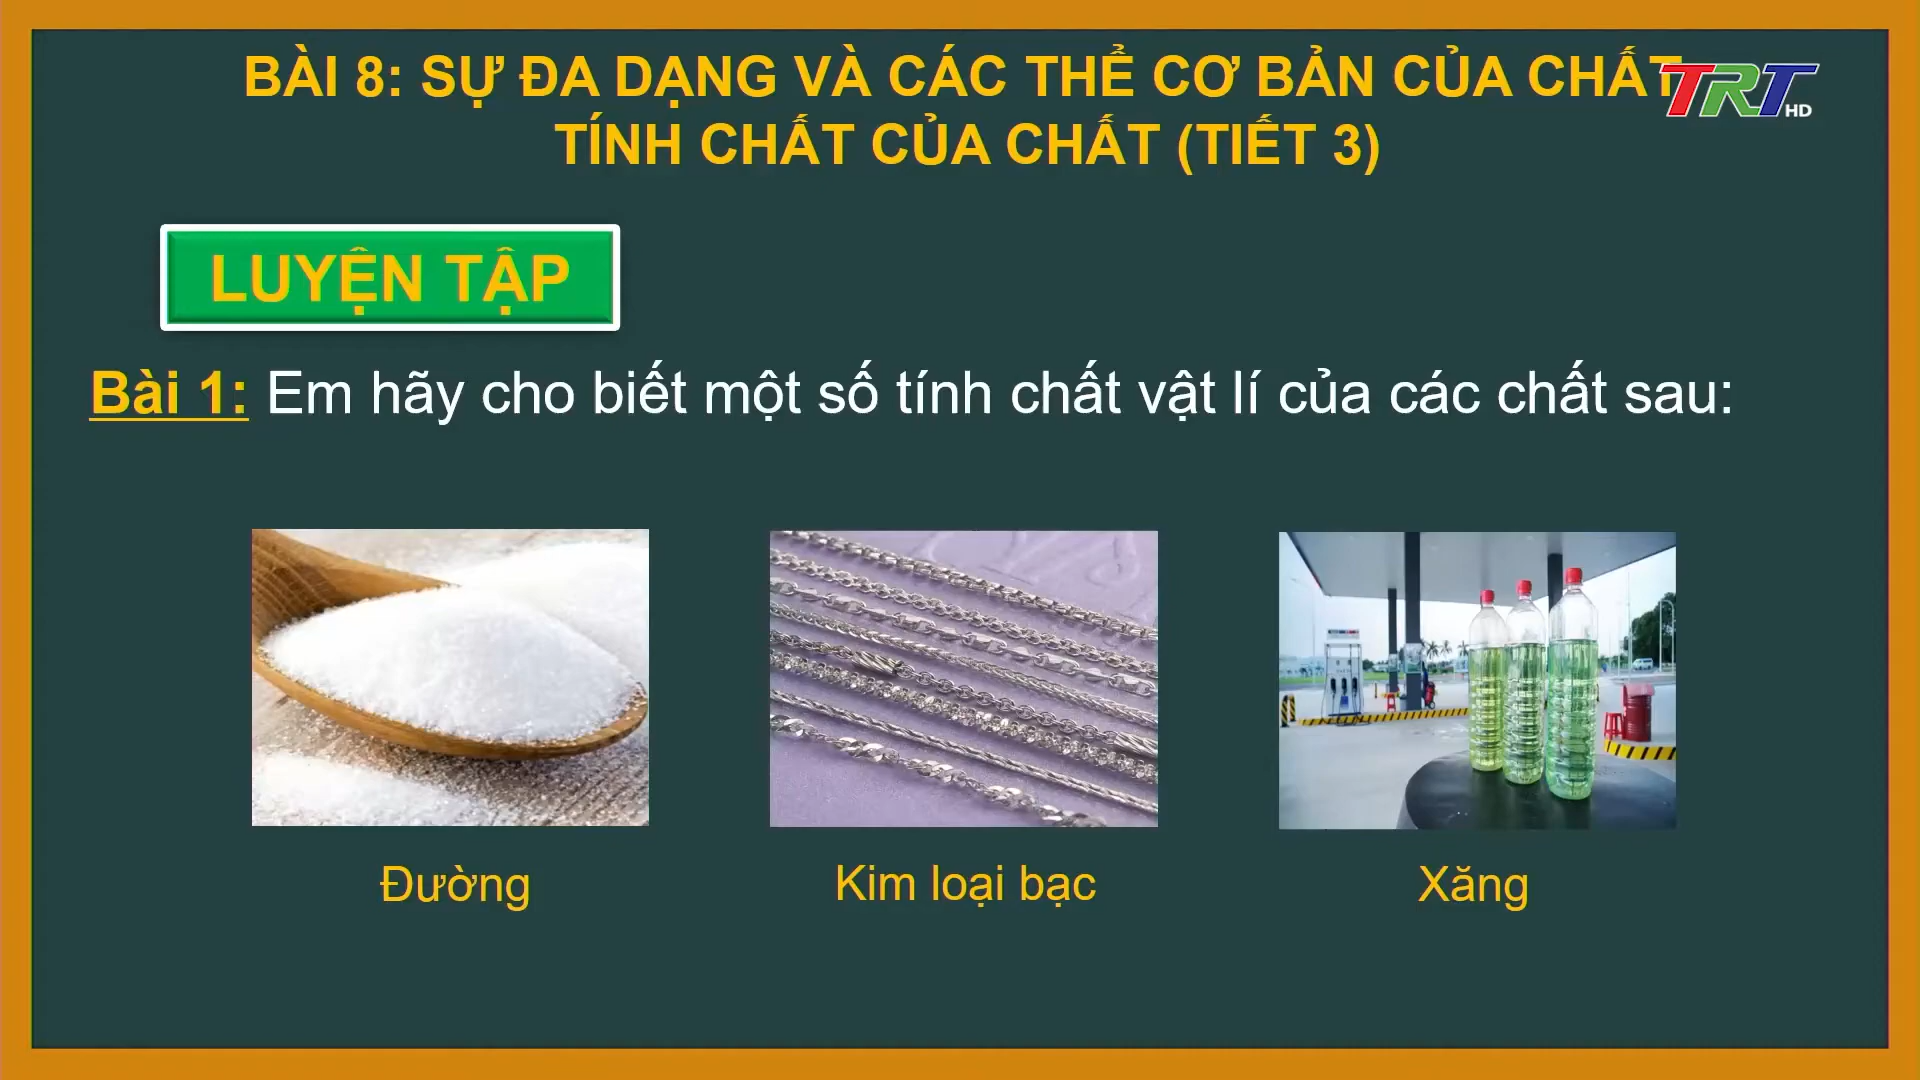 BÀI 8: SỰ ĐA DẠNG VÀ CÁC THỂ CƠ BẢN CỦA CHẤT
TRT HD
TÍNH CHẤT CỦA CHẤT (TIẾT 3)
LUYỆN TẬP
Bài 1: Em hãy cho biết một số tính chất vật lí của các chất sau:
Đường
Kim loại bạc
Xăng